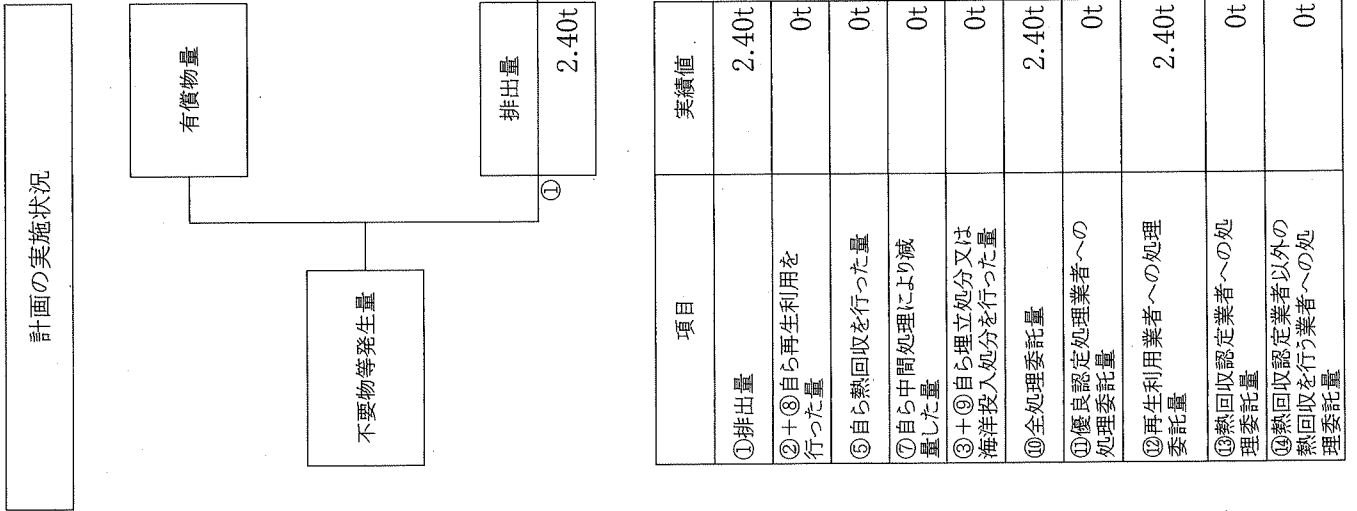 計画の実施状況
有償物量
不要物等発生量
排出量
①
2.40t
項目
実績値
①排出量
2.40t
②+⑧自ら再生利用を
行った量
0t
⑤自ら熱回収を行った量
0t
⑦自ら中間処理により減
量した量
0t
③+⑨自ら埋立処分又は
海洋投入処分を行った量
0t
⑩全処理委託量
2.40t
⑪優良認定処理業者への
処理委託量
0t
⑫再生利用業者への処理
委託量
2.40t
⑬熱回収認定業者への処
理委託量
0t
⑭熱回収認定業者以外の
熱回収を行う業者への処
理委託量
0t